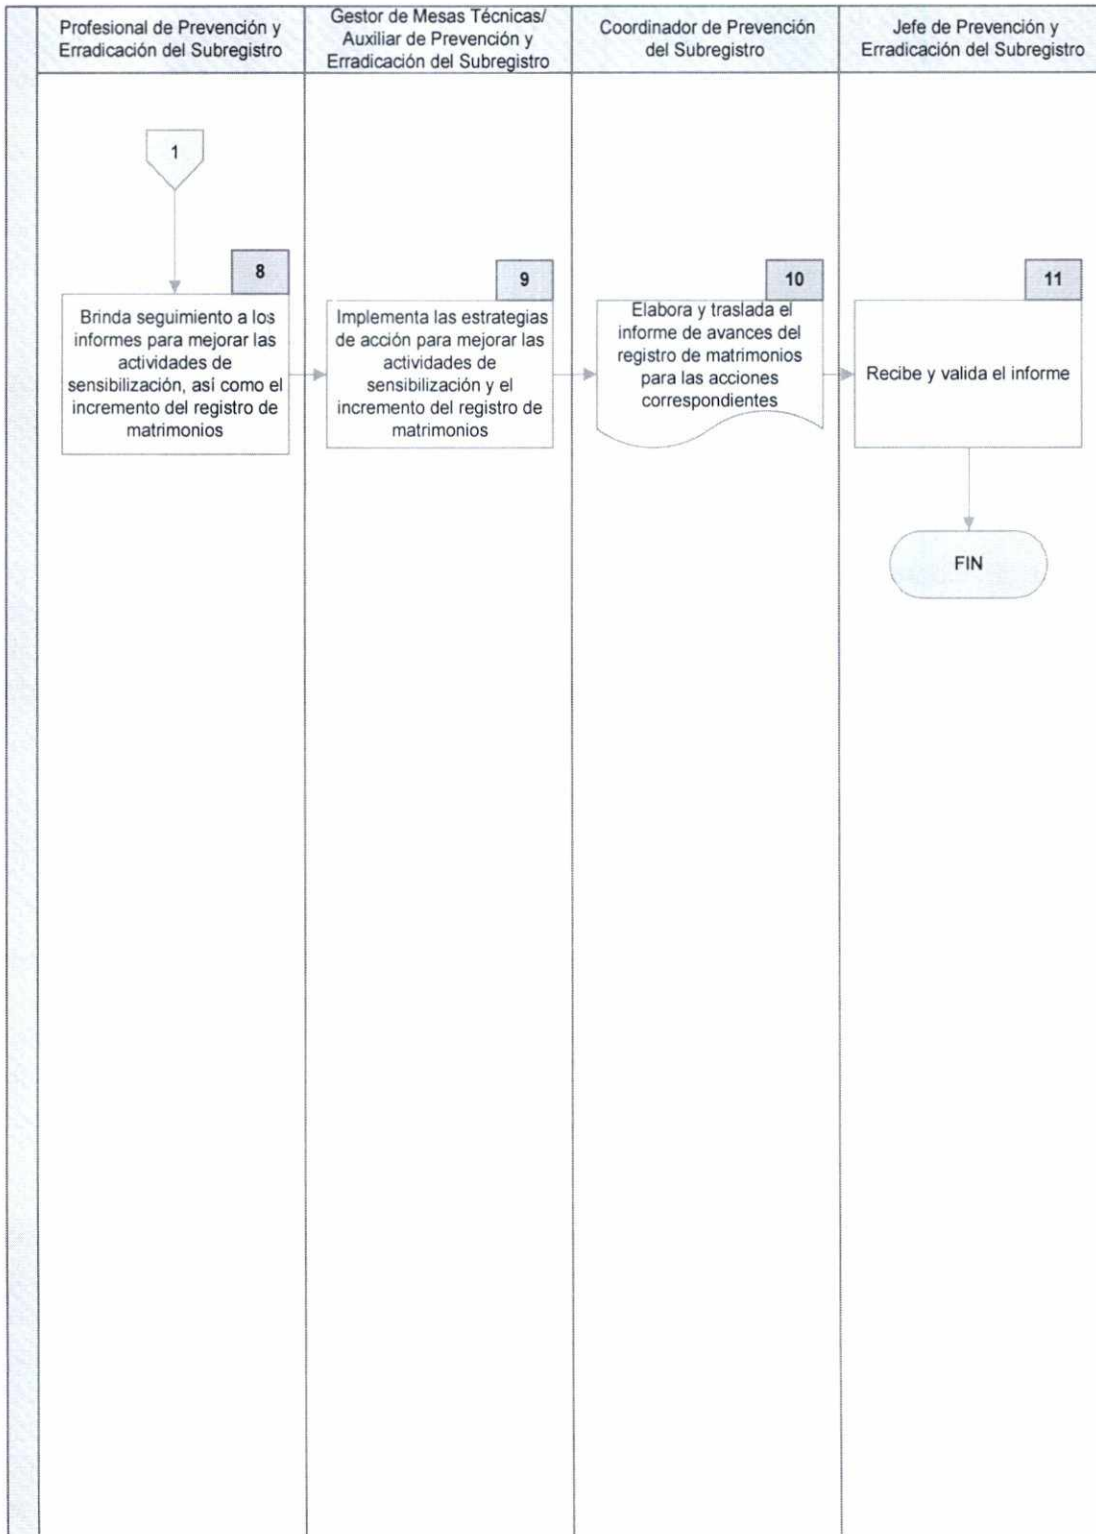 Profesional de Prevención y
Erradicación del Subregistro
Gestor de Mesas Técnicas/
Auxiliar de Prevención y
Erradicación del Subregistro
Coordinador de Prevención
del Subregistro
Jefe de Prevención y
Erradicación del Subregistro
1
8
Brinda seguimiento a los
informes para mejorar las
actividades de
sensibilización, así como el
incremento del registro de
matrimonios
9
Implementa las estrategias
de acción para mejorar las
actividades de
sensibilización y el
incremento del registro de
matrimonios
10
Elabora y traslada el
informe de avances del
registro de matrimonios
para las acciones
correspondientes
11
Recibe y valida el informe
FIN